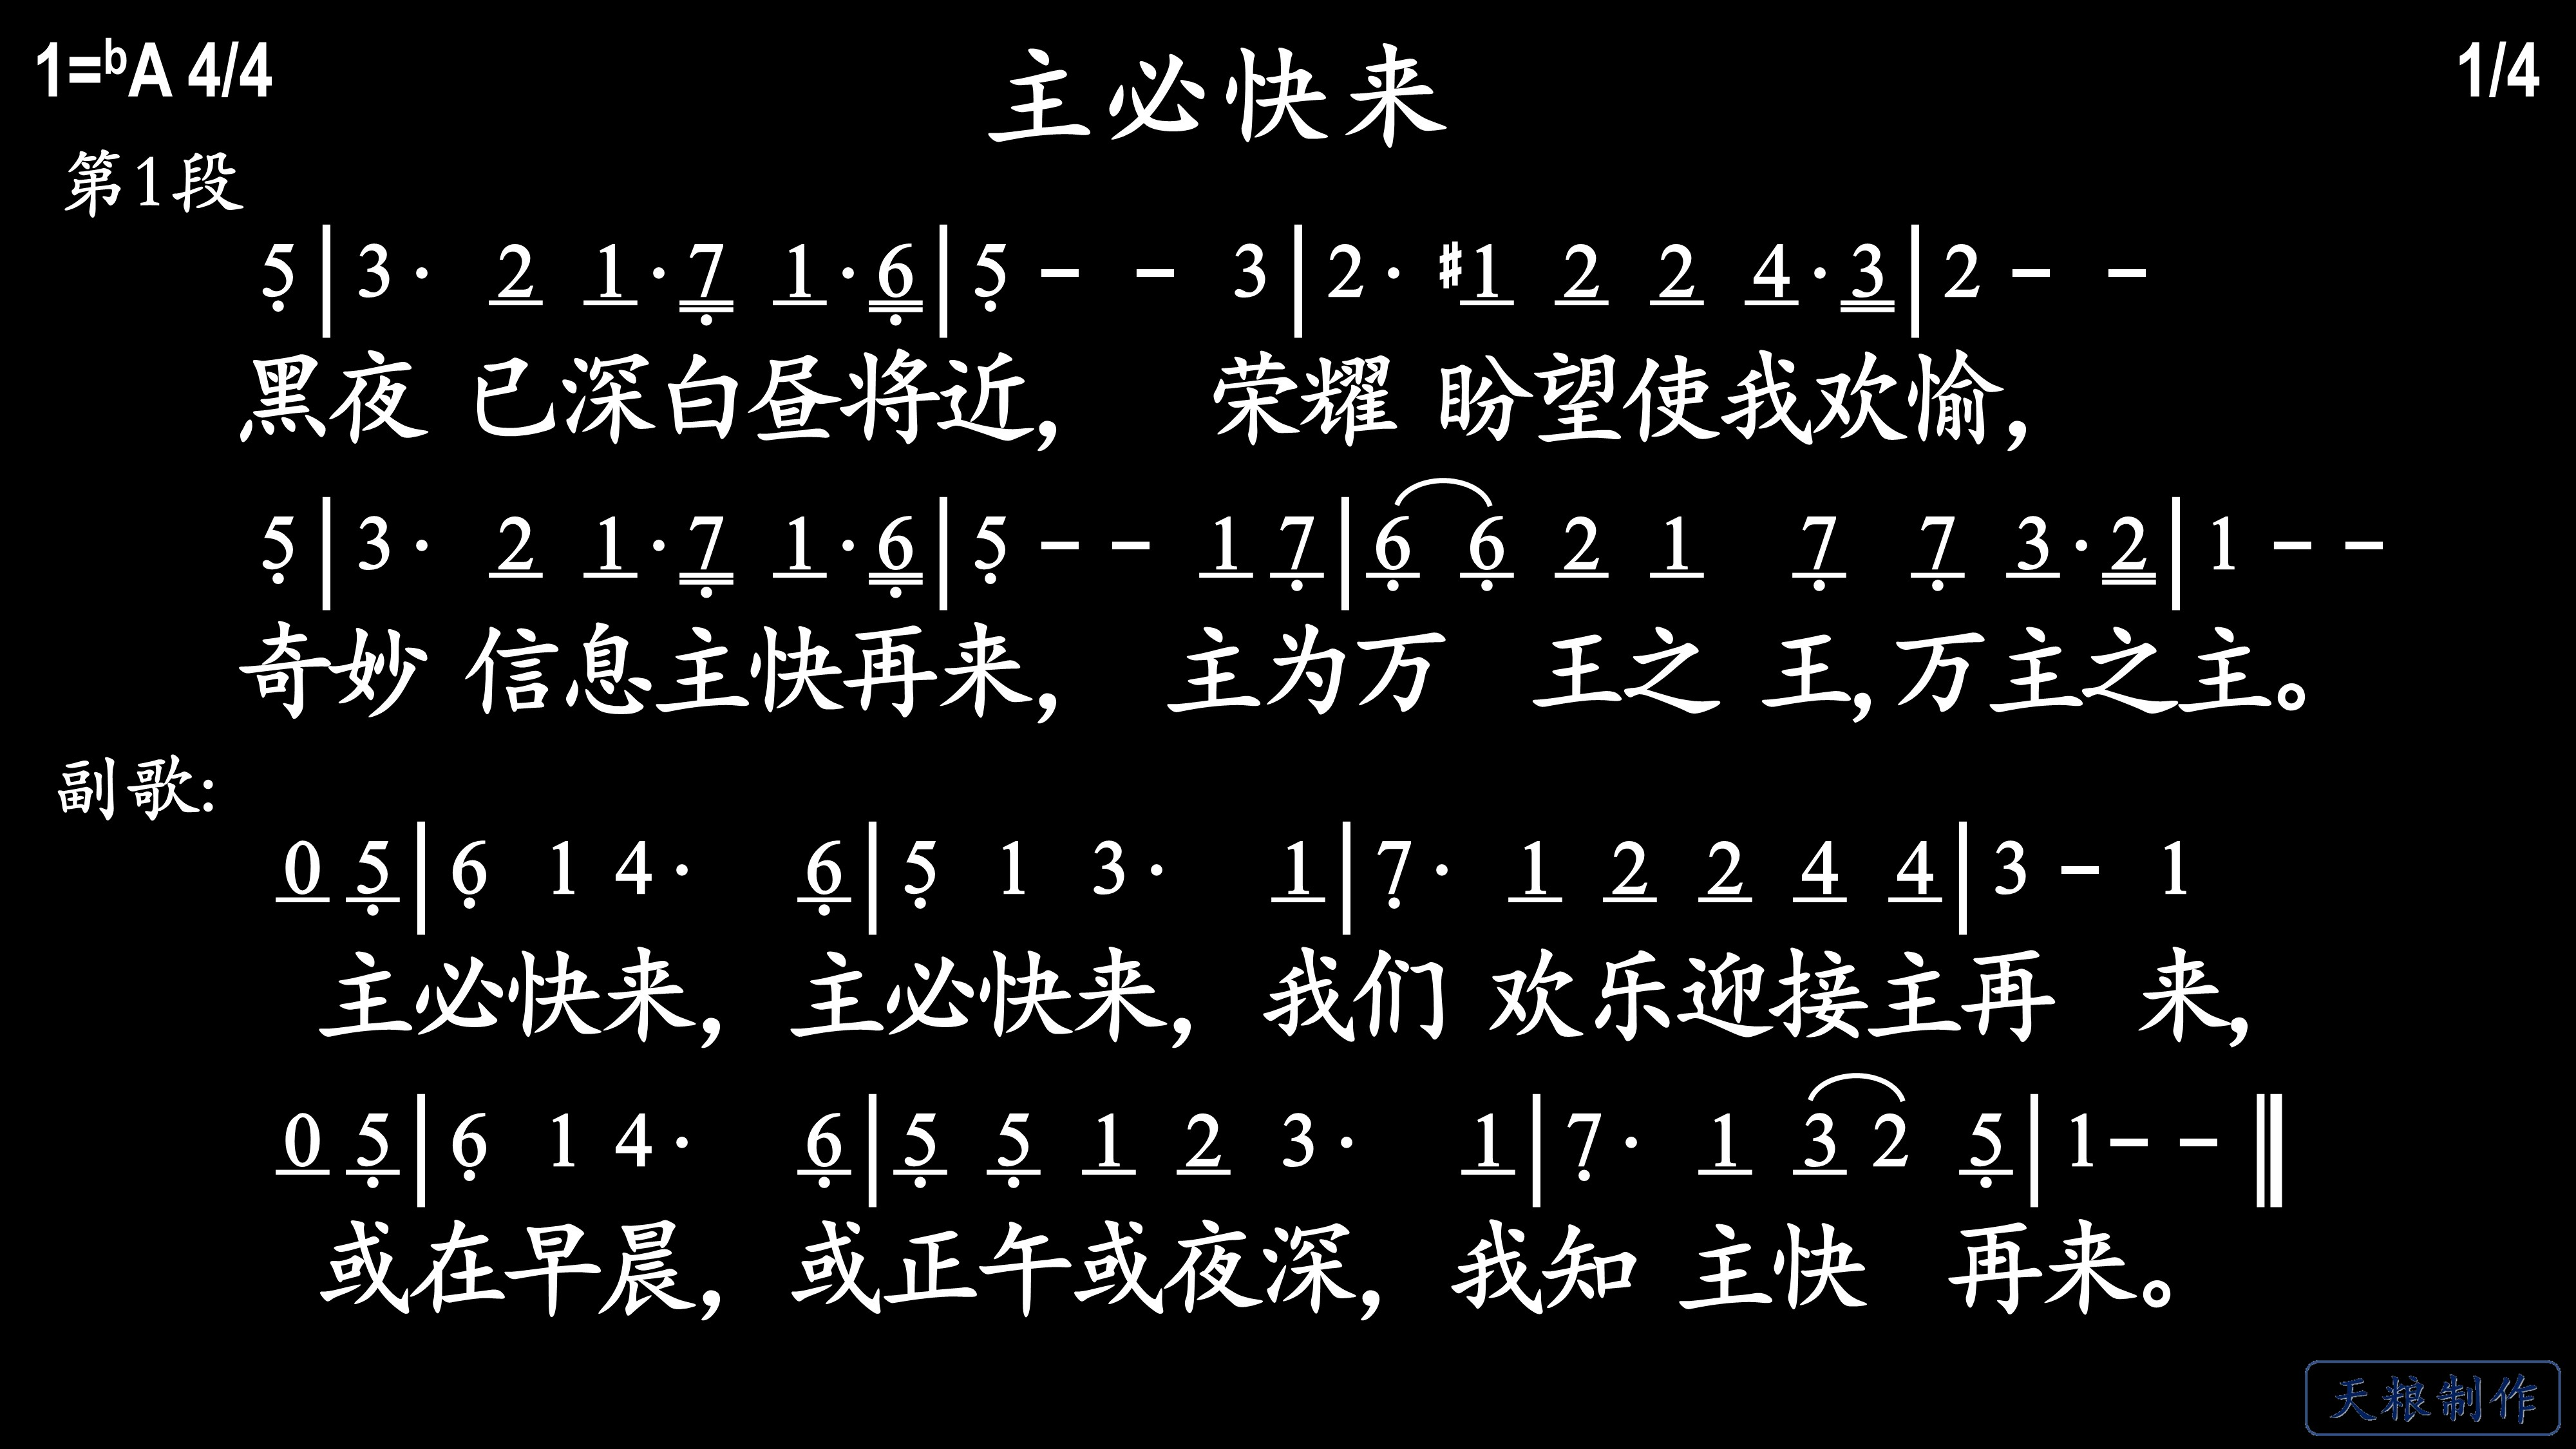 1=ᵇA 4/4
主必快来
1/4
第1段
5 | 3 · 2 1 · 7 1 · 6 | 5 – – 3 | 2 · #1 2 2 4 · 3 | 2 – –
黑夜 已深白昼将近, 荣耀 盼望使我欢愉,
5 | 3 · 2 1 · 7 1 · 6 | 5 – – 1 7 | 6 6 2 1 7 7 3 · 2 | 1 – –
奇妙 信息主快再来, 主为万 王之 王,万主之主。
副歌:
0 5 | 6 1 4 · 6 | 5 1 3 · 1 | 7 · 1 2 2 4 4 | 3 – 1
主必快来, 主必快来, 我们 欢乐迎接主再 来,
0 5 | 6 1 4 · 6 | 5 5 1 2 3 · 1 | 7 · 1 3 2 5 | 1 – – ‖
或在早晨, 或正午或夜深, 我知 主快 再来。
天粮制作